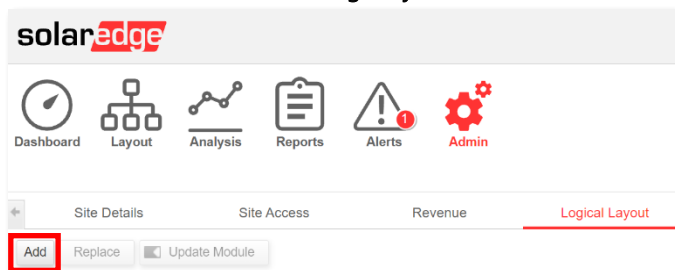 solaredge
Dashboard Layout Analysis Reports Alerts 1 Admin
Site Details Site Access Revenue Logical Layout
Add Replace Update Module